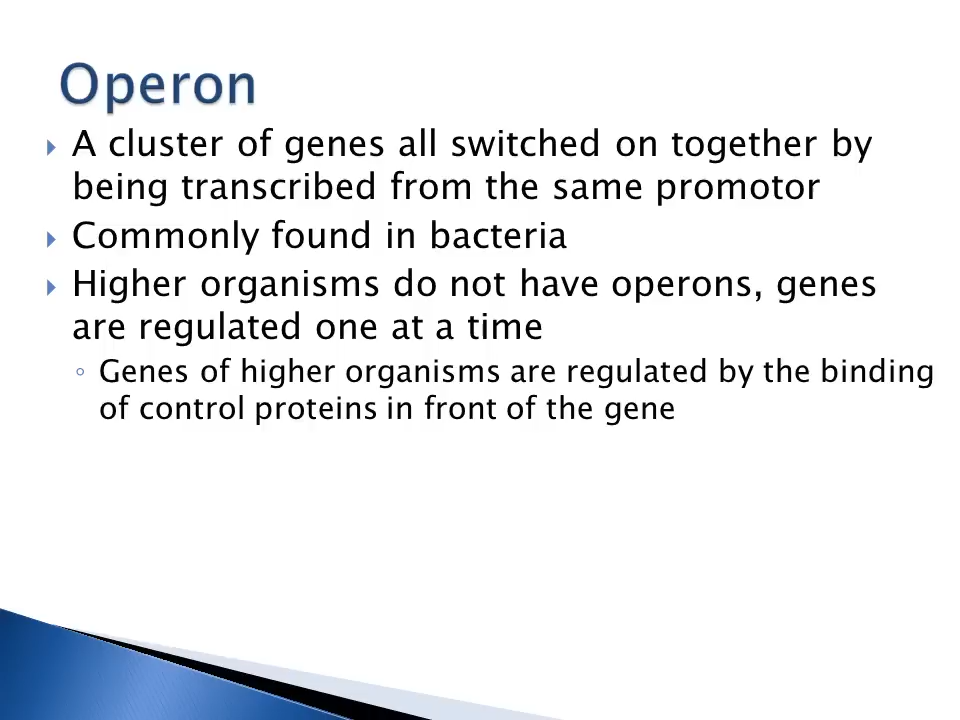 Operon
A cluster of genes all switched on together by
being transcribed from the same promotor
Commonly found in bacteria
Higher organisms do not have operons, genes
are regulated one at a time
Genes of higher organisms are regulated by the binding
of control proteins in front of the gene